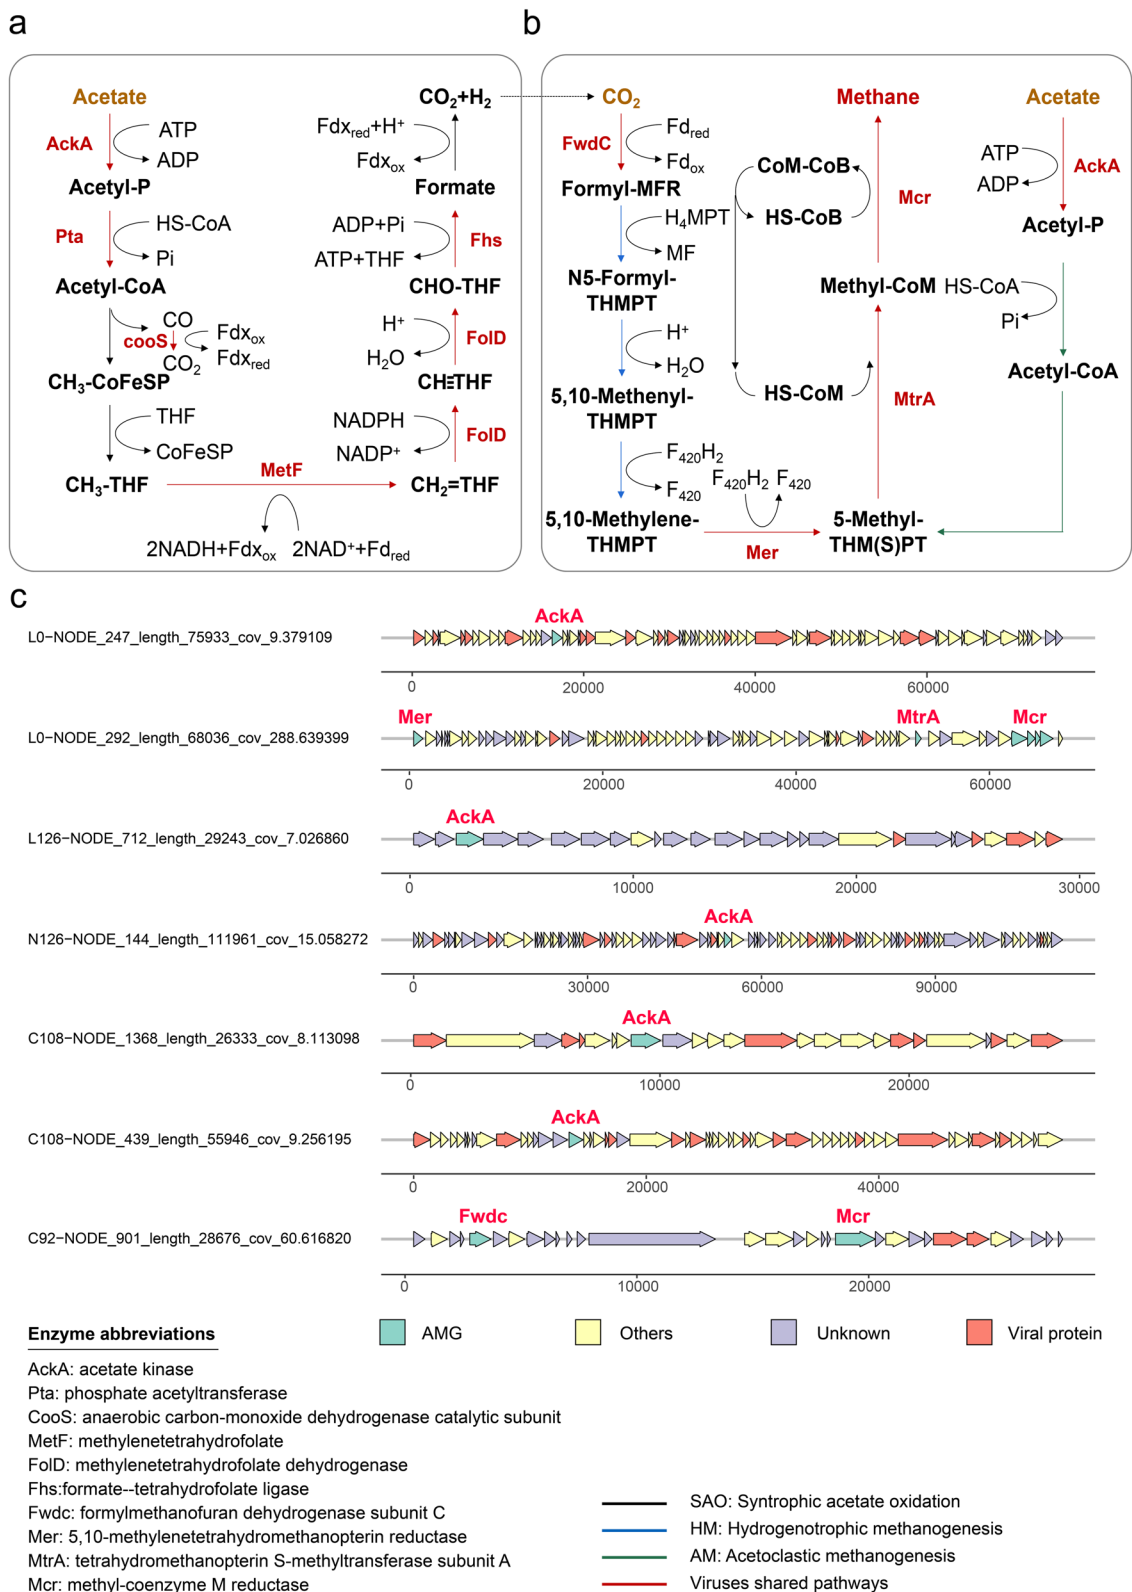 a
b
Acetate
AckA
ATP
ADP
Acetyl-P
Pta
HS-CoA
Pi
Acetyl-CoA
CO
cooS
CO2
Fdxox
Fdxred
CH3-CoFeSP
THF
CoFeSP
CH3-THF
MetF
2NADH+Fdxox
2NAD++Fdred
CO2+H2
Fdxred+H+
Fdxox
Formate
ADP+Pi
ATP+THF
Fhs
CHO-THF
H+
H2O
FolD
CH≡THF
NADPH
NADP+
FolD
CH2=THF
CO2
FwdC
Fdred
Fdox
Formyl-MFR
H4MPT
MF
N5-Formyl-
THMPT
H+
H2O
5,10-Methenyl-
THMPT
F420H2
F420
5,10-Methylene-
THMPT
F420H2
F420
Mer
Methane
CoM-CoB
HS-CoB
Mcr
Methyl-CoM
HS-CoM
MtrA
5-Methyl-
THM(S)PT
Acetate
ATP
ADP
AckA
Acetyl-P
HS-CoA
Pi
Acetyl-CoA
c
AckA
L0−NODE_247_length_75933_cov_9.379109
0 20000 40000 60000
Mer MtrA Mcr
L0−NODE_292_length_68036_cov_288.639399
0 20000 40000 60000
AckA
L126−NODE_712_length_29243_cov_7.026860
0 10000 20000 30000
AckA
N126−NODE_144_length_111961_cov_15.058272
0 30000 60000 90000
AckA
C108−NODE_1368_length_26333_cov_8.113098
0 10000 20000
AckA
C108−NODE_439_length_55946_cov_9.256195
0 20000 40000
Fwdc Mcr
C92−NODE_901_length_28676_cov_60.616820
0 10000 20000
AMG Others Unknown Viral protein
Enzyme abbreviations
AckA: acetate kinase
Pta: phosphate acetyltransferase
CooS: anaerobic carbon-monoxide dehydrogenase catalytic subunit
MetF: methylenetetrahydrofolate
FolD: methylenetetrahydrofolate dehydrogenase
Fhs:formate--tetrahydrofolate ligase
Fwdc: formylmethanofuran dehydrogenase subunit C
Mer: 5,10-methylenetetrahydromethanopterin reductase
MtrA: tetrahydromethanopterin S-methyltransferase subunit A
Mcr: methyl-coenzyme M reductase
SAO: Syntrophic acetate oxidation
HM: Hydrogenotrophic methanogenesis
AM: Acetoclastic methanogenesis
Viruses shared pathways